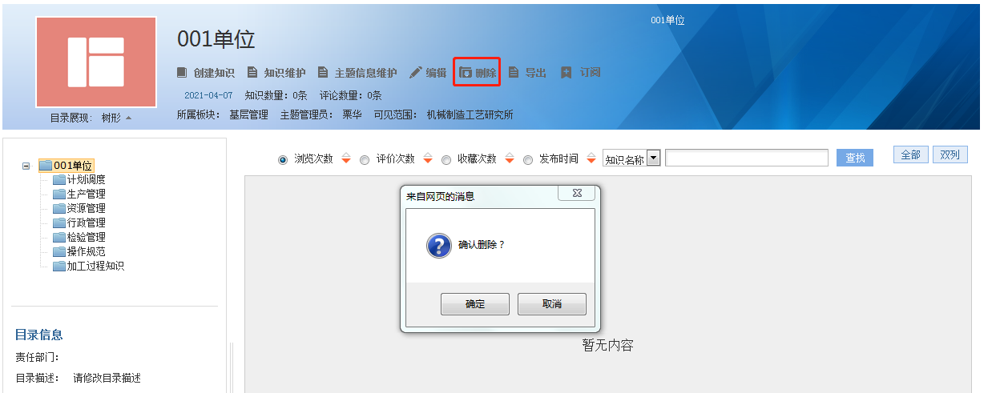 001单位
001单位
创建知识 知识维护 主题信息维护 编辑 删除 导出 订阅
2021-04-07 知识数量：0条 评论数量：0条
目录展现： 树形
所属板块： 基层管理 主题管理员： 栗华 可见范围： 机械制造工艺研究所
001单位
计划调度
生产管理
资源管理
行政管理
检验管理
操作规范
加工过程知识
目录信息
责任部门：
目录描述： 请修改目录描述
浏览次数 评价次数 收藏次数 发布时间 知识名称 查找 全部 双列
来自网页的消息
确认删除？
确定 取消
暂无内容